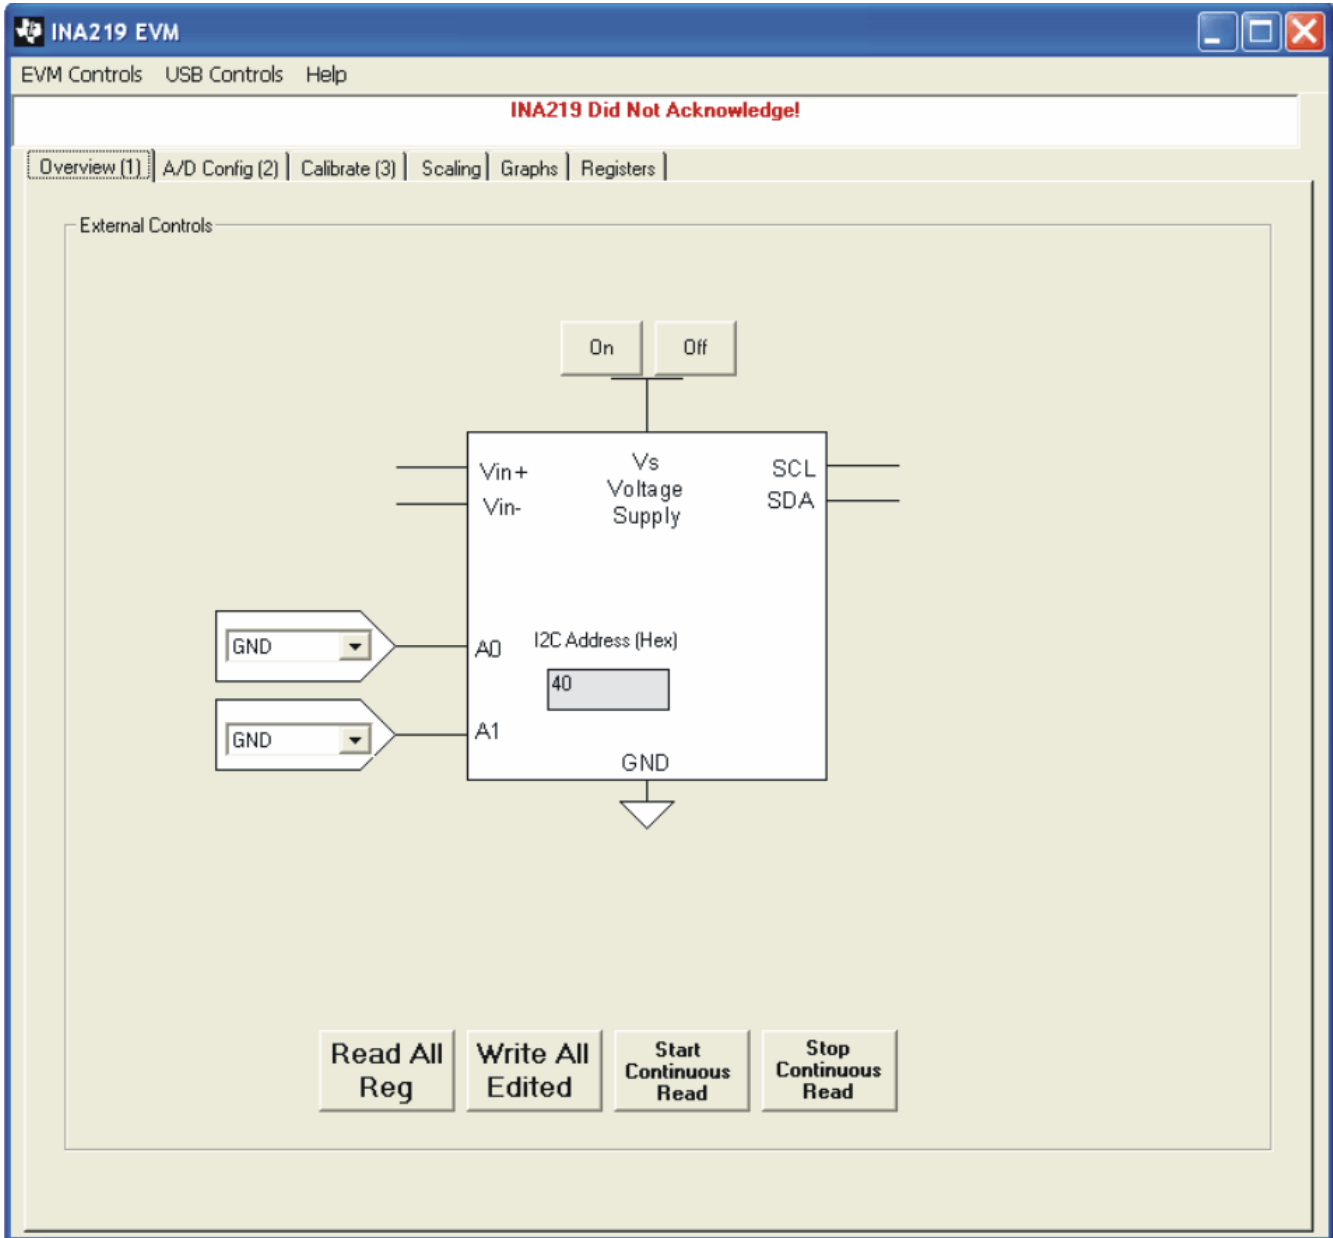 INA219 EVM
EVM Controls USB Controls Help
INA219 Did Not Acknowledge!
Overview (1) A/D Config (2) Calibrate (3) Scaling Graphs Registers
External Controls
On Off
Vin+ Vs SCL
Voltage
Vin- Supply SDA
GND A0 I2C Address (Hex)
40
GND A1
GND
Read All Write All Start Stop
Continuous Continuous
Reg Edited Read Read